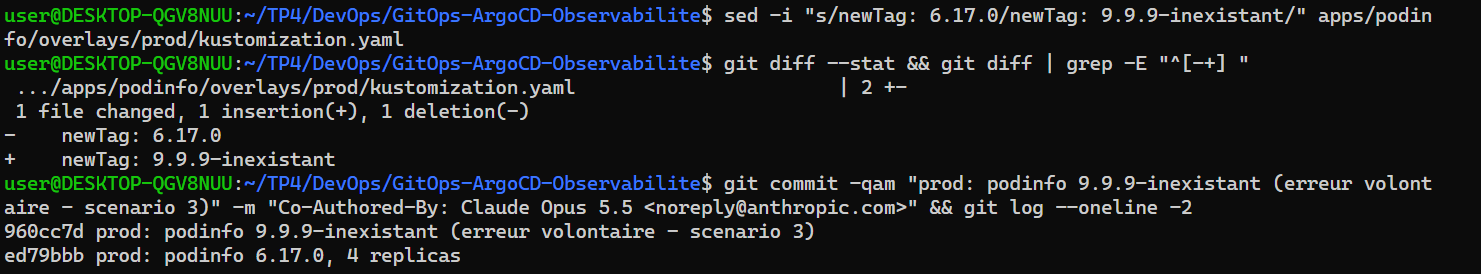 user@DESKTOP-QGV8NUU:~/TP4/DevOps/GitOps-ArgoCD-Observabilite$ sed -i "s/newTag: 6.17.0/newTag: 9.9.9-inexistant/" apps/podin
fo/overlays/prod/kustomization.yaml
user@DESKTOP-QGV8NUU:~/TP4/DevOps/GitOps-ArgoCD-Observabilite$ git diff --stat && git diff | grep -E "^[-+] "
 .../apps/podinfo/overlays/prod/kustomization.yaml                      | 2 +-
 1 file changed, 1 insertion(+), 1 deletion(-)
-    newTag: 6.17.0
+    newTag: 9.9.9-inexistant
user@DESKTOP-QGV8NUU:~/TP4/DevOps/GitOps-ArgoCD-Observabilite$ git commit -qam "prod: podinfo 9.9.9-inexistant (erreur volont
aire - scenario 3)" -m "Co-Authored-By: Claude Opus 5.5 <noreply@anthropic.com>" && git log --oneline -2
960cc7d prod: podinfo 9.9.9-inexistant (erreur volontaire - scenario 3)
ed79bbb prod: podinfo 6.17.0, 4 replicas